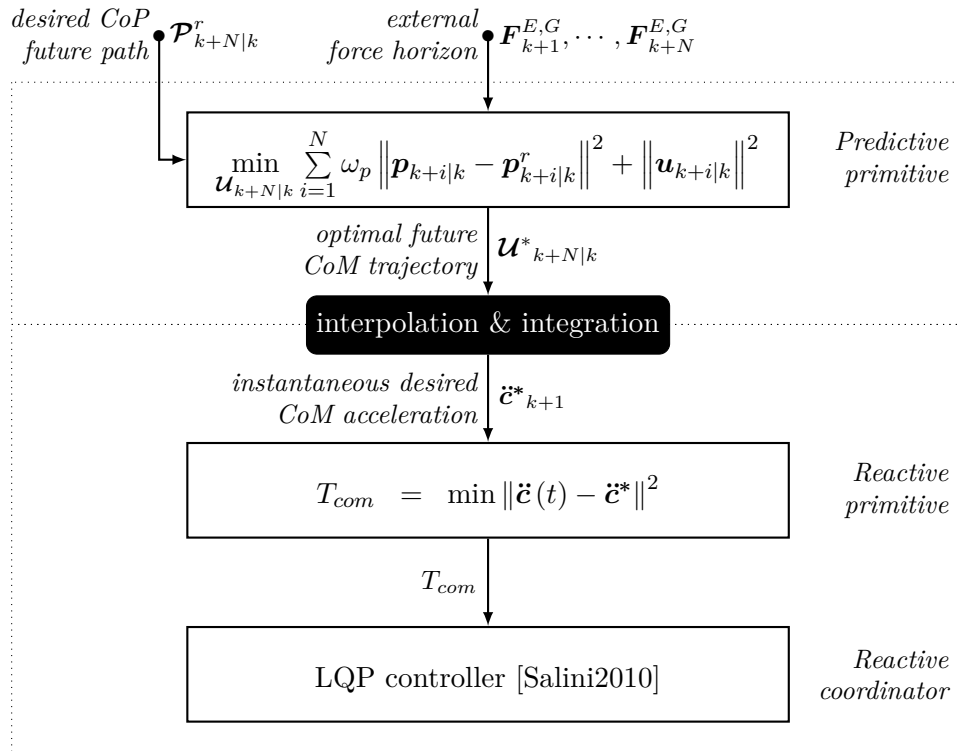 desired CoP
future path
𝓟^r_{k+N|k}
external
force horizon
F^{E,G}_{k+1}, ⋯ , F^{E,G}_{k+N}
min_{𝓤_{k+N|k}} ∑_{i=1}^{N} ω_p ‖p_{k+i|k} − p^r_{k+i|k}‖² + ‖u_{k+i|k}‖²
Predictive
primitive
optimal future
CoM trajectory
𝓤*_{k+N|k}
interpolation & integration
instantaneous desired
CoM acceleration
c̈*_{k+1}
T_{com} = min ‖c̈(t) − c̈*‖²
Reactive
primitive
T_{com}
LQP controller [Salini2010]
Reactive
coordinator